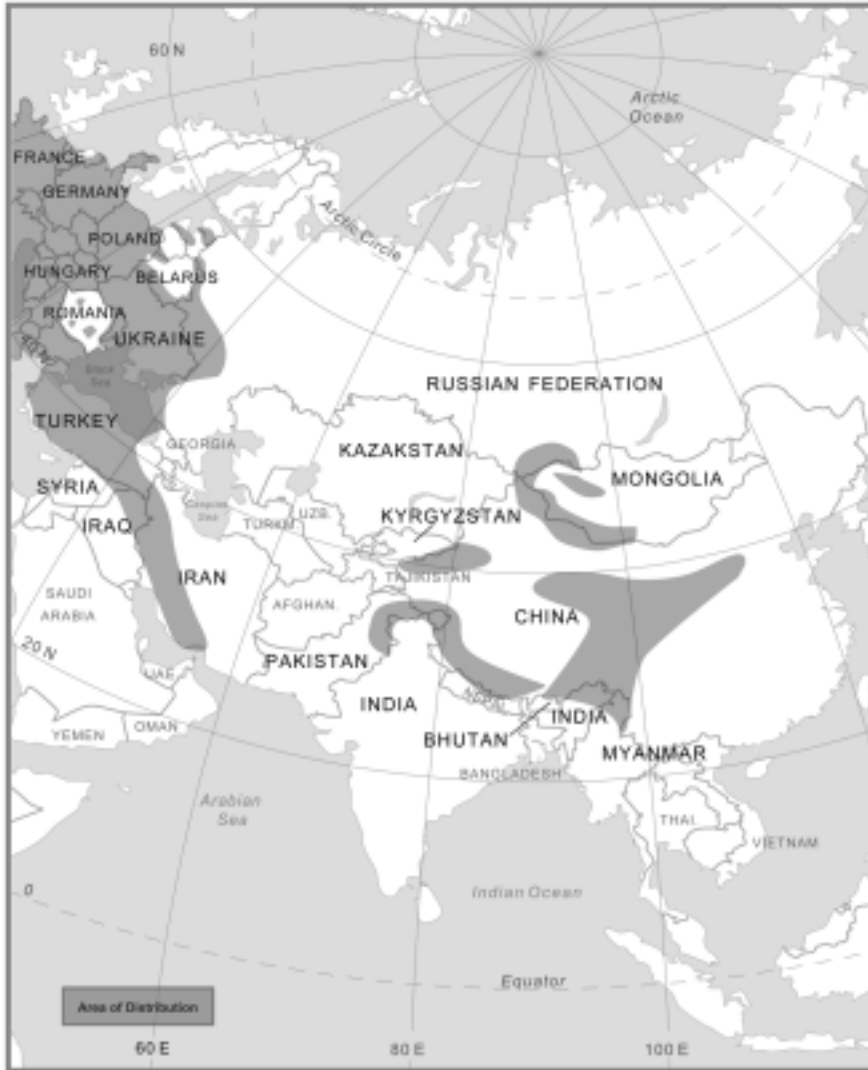 60 N
Arctic
Ocean
FRANCE
GERMANY
Arctic Circle
POLAND
HUNGARY
BELARUS
ROMANIA
UKRAINE
40 N
Black
Sea
RUSSIAN FEDERATION
TURKEY
GEORGIA
KAZAKSTAN
MONGOLIA
SYRIA
Caspian
Sea
UZB.
KYRGYZSTAN
IRAQ
TURKM.
IRAN
TAJIKISTAN
SAUDI
ARABIA
AFGHAN.
CHINA
20 N
PAKISTAN
UAE
NEPAL
INDIA
INDIA
OMAN
YEMEN
BHUTAN
MYANMAR
BANGLADESH
Arabian
Sea
THAI.
VIETNAM
0
Indian Ocean
Equator
Area of Distribution
60 E
80 E
100 E